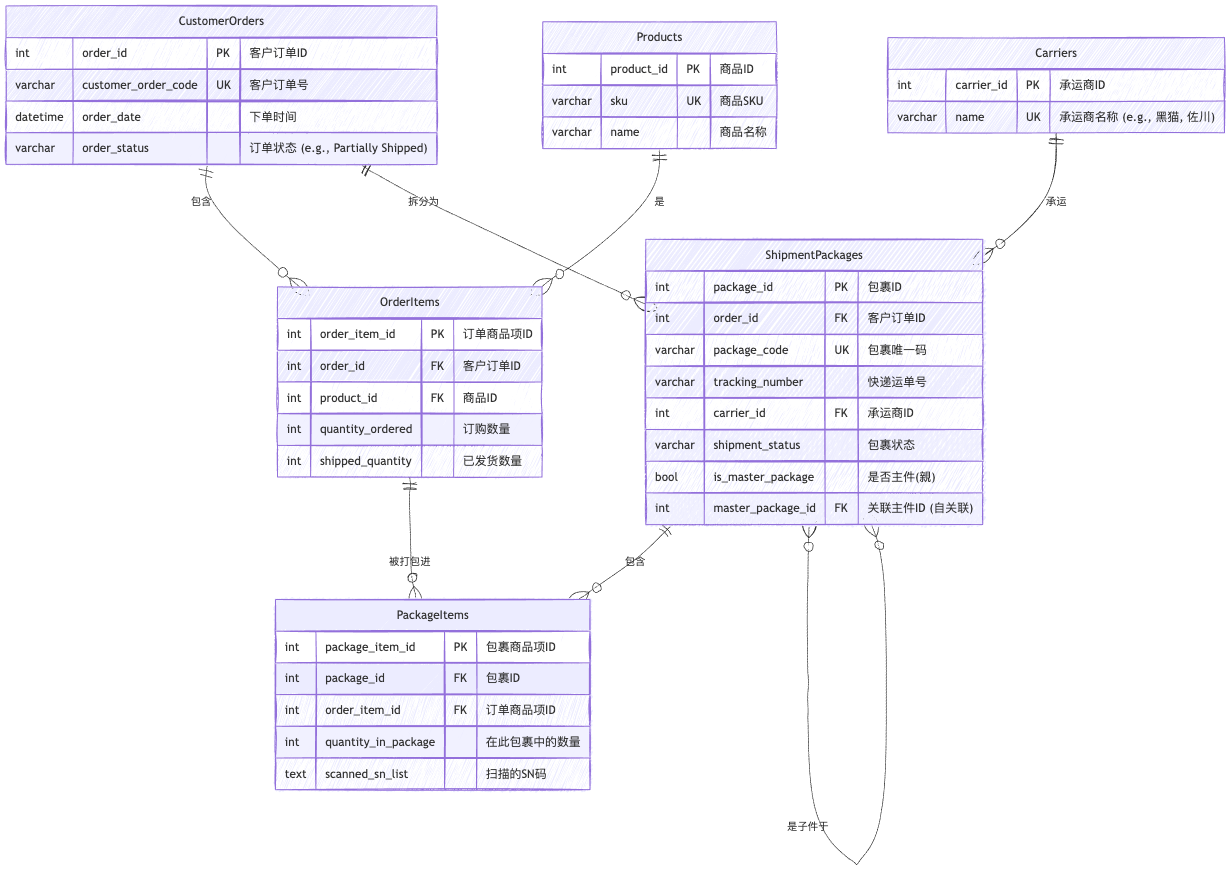 CustomerOrders
int order_id PK 客户订单ID
varchar customer_order_code UK 客户订单号
datetime order_date 下单时间
varchar order_status 订单状态 (e.g., Partially Shipped)
Products
int product_id PK 商品ID
varchar sku UK 商品SKU
varchar name 商品名称
Carriers
int carrier_id PK 承运商ID
varchar name UK 承运商名称 (e.g., 黑猫, 佐川)
包含
拆分为
是
承运
OrderItems
int order_item_id PK 订单商品项ID
int order_id FK 客户订单ID
int product_id FK 商品ID
int quantity_ordered 订购数量
int shipped_quantity 已发货数量
ShipmentPackages
int package_id PK 包裹ID
int order_id FK 客户订单ID
varchar package_code UK 包裹唯一码
varchar tracking_number 快递运单号
int carrier_id FK 承运商ID
varchar shipment_status 包裹状态
bool is_master_package 是否主件(親)
int master_package_id FK 关联主件ID (自关联)
被打包进
包含
PackageItems
int package_item_id PK 包裹商品项ID
int package_id FK 包裹ID
int order_item_id FK 订单商品项ID
int quantity_in_package 在此包裹中的数量
text scanned_sn_list 扫描的SN码
是子件于